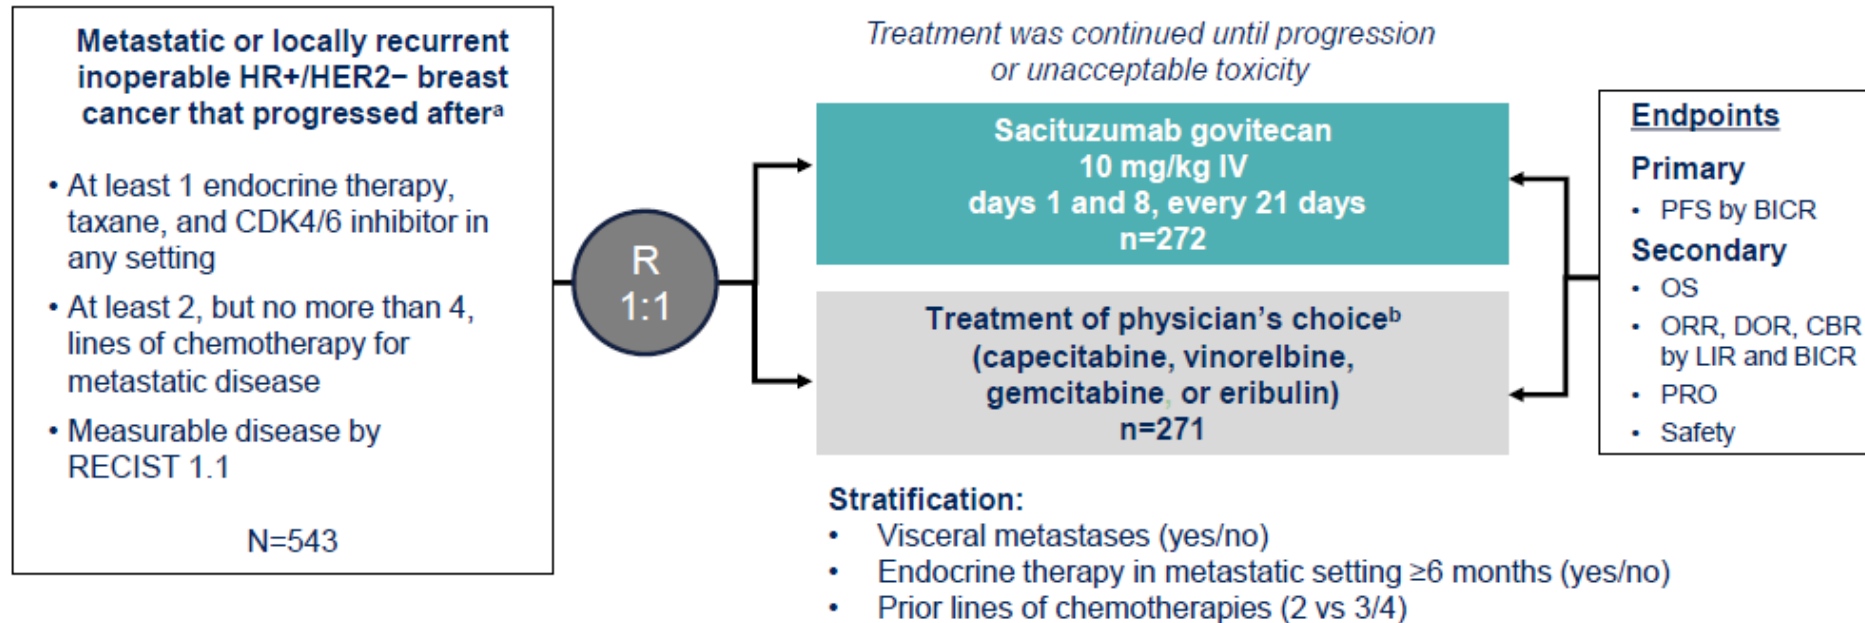 Metastatic or locally recurrent
inoperable HR+/HER2− breast
cancer that progressed afterᵃ
• At least 1 endocrine therapy,
taxane, and CDK4/6 inhibitor in
any setting
• At least 2, but no more than 4,
lines of chemotherapy for
metastatic disease
• Measurable disease by
RECIST 1.1
N=543
R
1:1
Treatment was continued until progression
or unacceptable toxicity
Sacituzumab govitecan
10 mg/kg IV
days 1 and 8, every 21 days
n=272
Treatment of physician’s choiceᵇ
(capecitabine, vinorelbine,
gemcitabine, or eribulin)
n=271
Stratification:
• Visceral metastases (yes/no)
• Endocrine therapy in metastatic setting ≥6 months (yes/no)
• Prior lines of chemotherapies (2 vs 3/4)
Endpoints
Primary
• PFS by BICR
Secondary
• OS
• ORR, DOR, CBR
by LIR and BICR
• PRO
• Safety